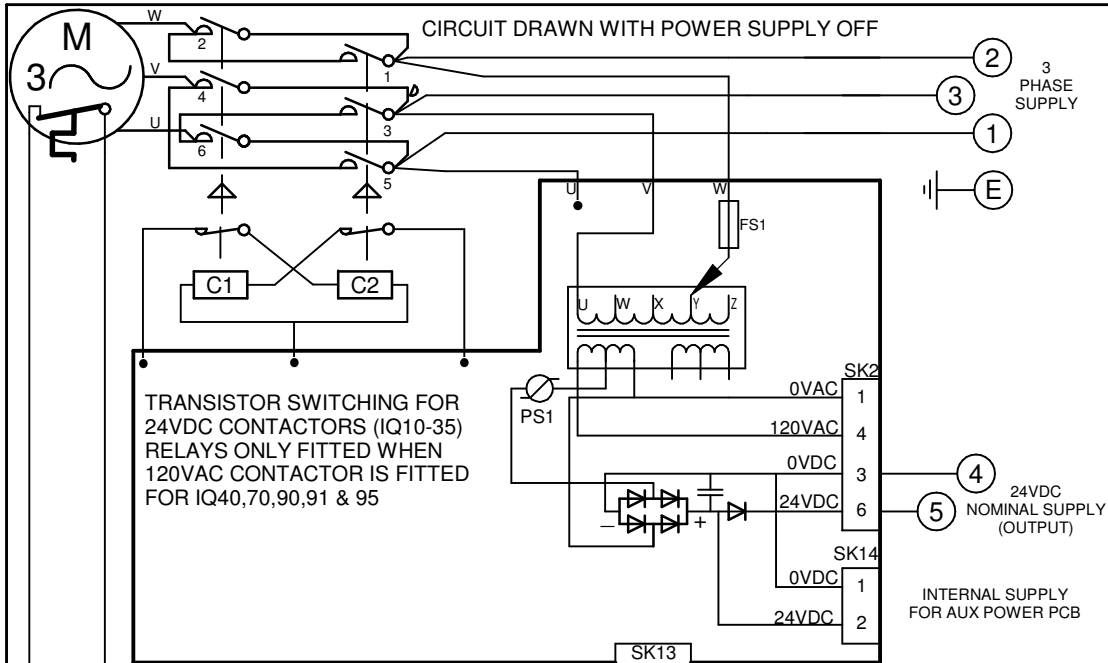 CIRCUIT DRAWN WITH POWER SUPPLY OFF
M
3
W
V
U
2
4
6
1
3
5
2
3
1
E
3
PHASE
SUPPLY
C1
C2
U
V
W
FS1
U W X Y Z
PS1
TRANSISTOR SWITCHING FOR
24VDC CONTACTORS (IQ10-35)
RELAYS ONLY FITTED WHEN
120VAC CONTACTOR IS FITTED
FOR IQ40,70,90,91 & 95
SK2
0VAC 1
120VAC 4
0VDC 3
24VDC 6
4
5
24VDC
NOMINAL SUPPLY
(OUTPUT)
– +
SK14
0VDC 1
24VDC 2
INTERNAL SUPPLY
FOR AUX POWER PCB
SK13